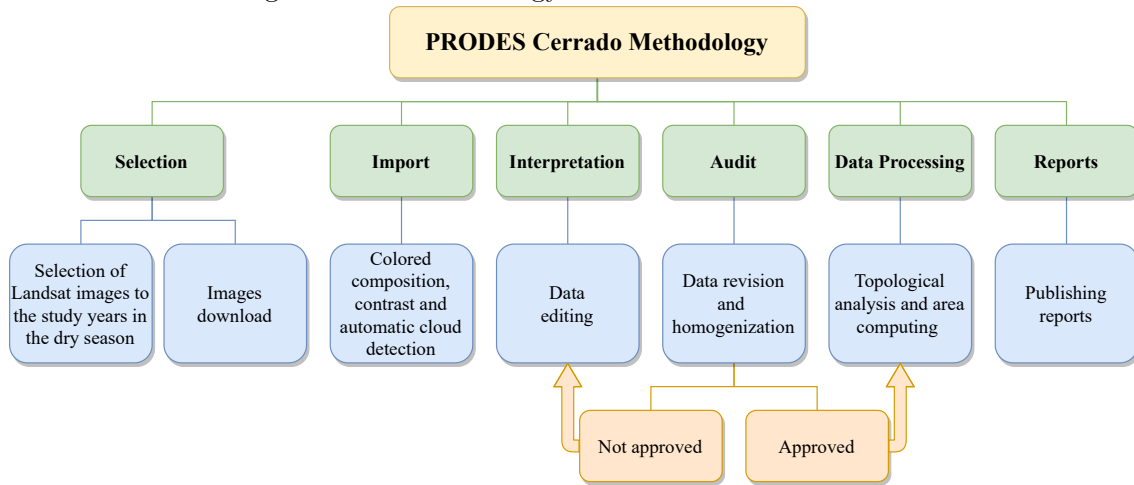 PRODES Cerrado Methodology
Selection
Import
Interpretation
Audit
Data Processing
Reports
Selection of
Landsat images to
the study years in
the dry season
Images
download
Colored
composition,
contrast and
automatic cloud
detection
Data
editing
Data revision
and
homogenization
Topological
analysis and area
computing
Publishing
reports
Not approved
Approved